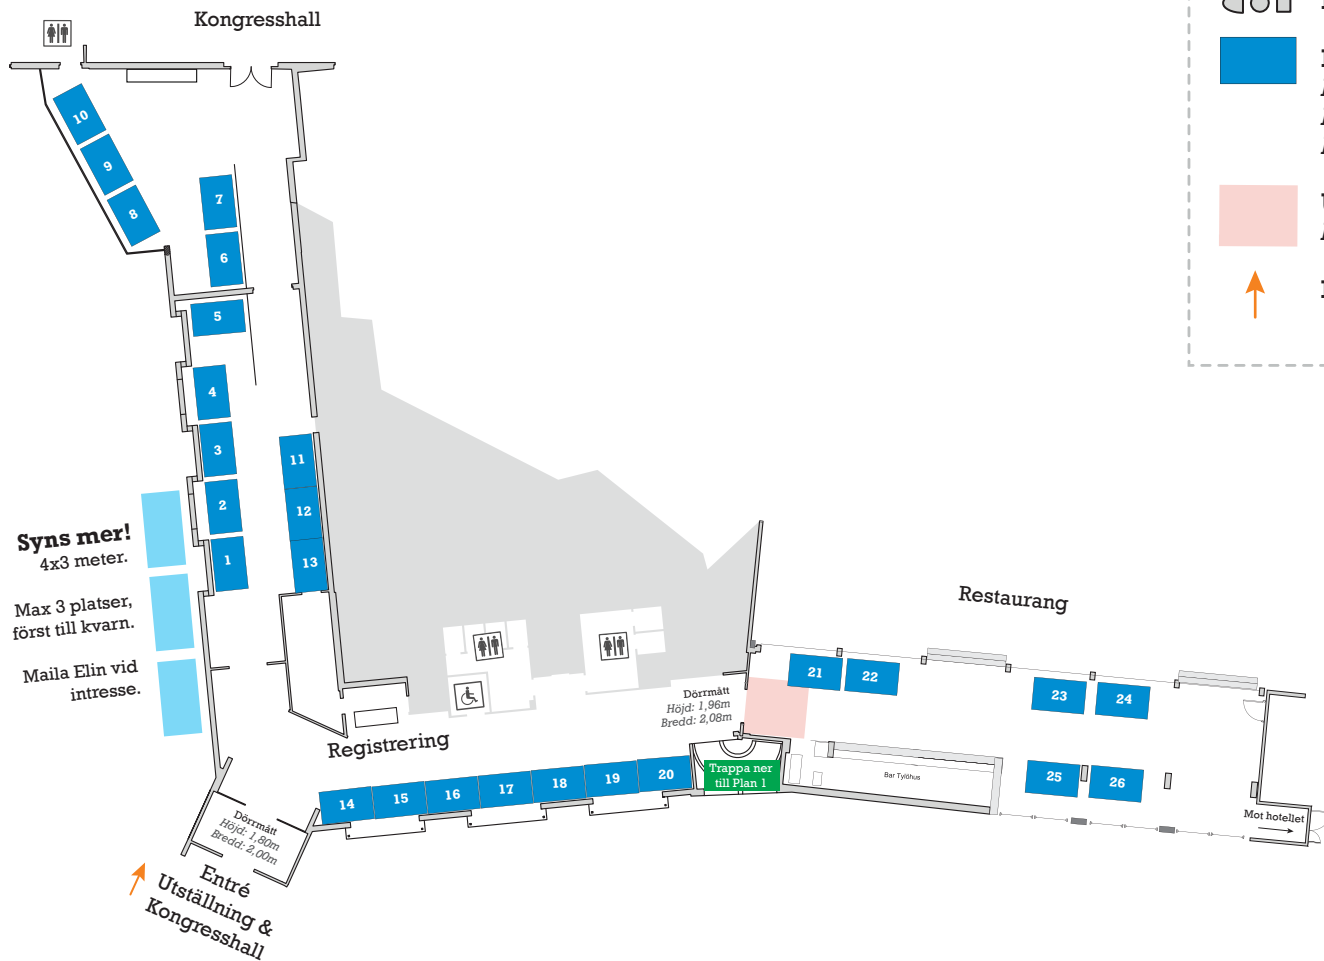 Kongresshall
10
9
8
7
6
5
4
3
2
1
11
12
13
Syns mer!
4x3 meter.
Max 3 platser,
först till kvarn.
Maila Elin vid
intresse.
Registrering
14
15
16
17
18
19
20
Dörrmått
Höjd: 1,80m
Bredd: 2,00m
Entré
Utställning &
Kongresshall
Dörrmått
Höjd: 1,96m
Bredd: 2,08m
Trappa ner
till Plan 1
Restaurang
21
22
23
24
25
26
Bar Tylöhus
Mot hotellet